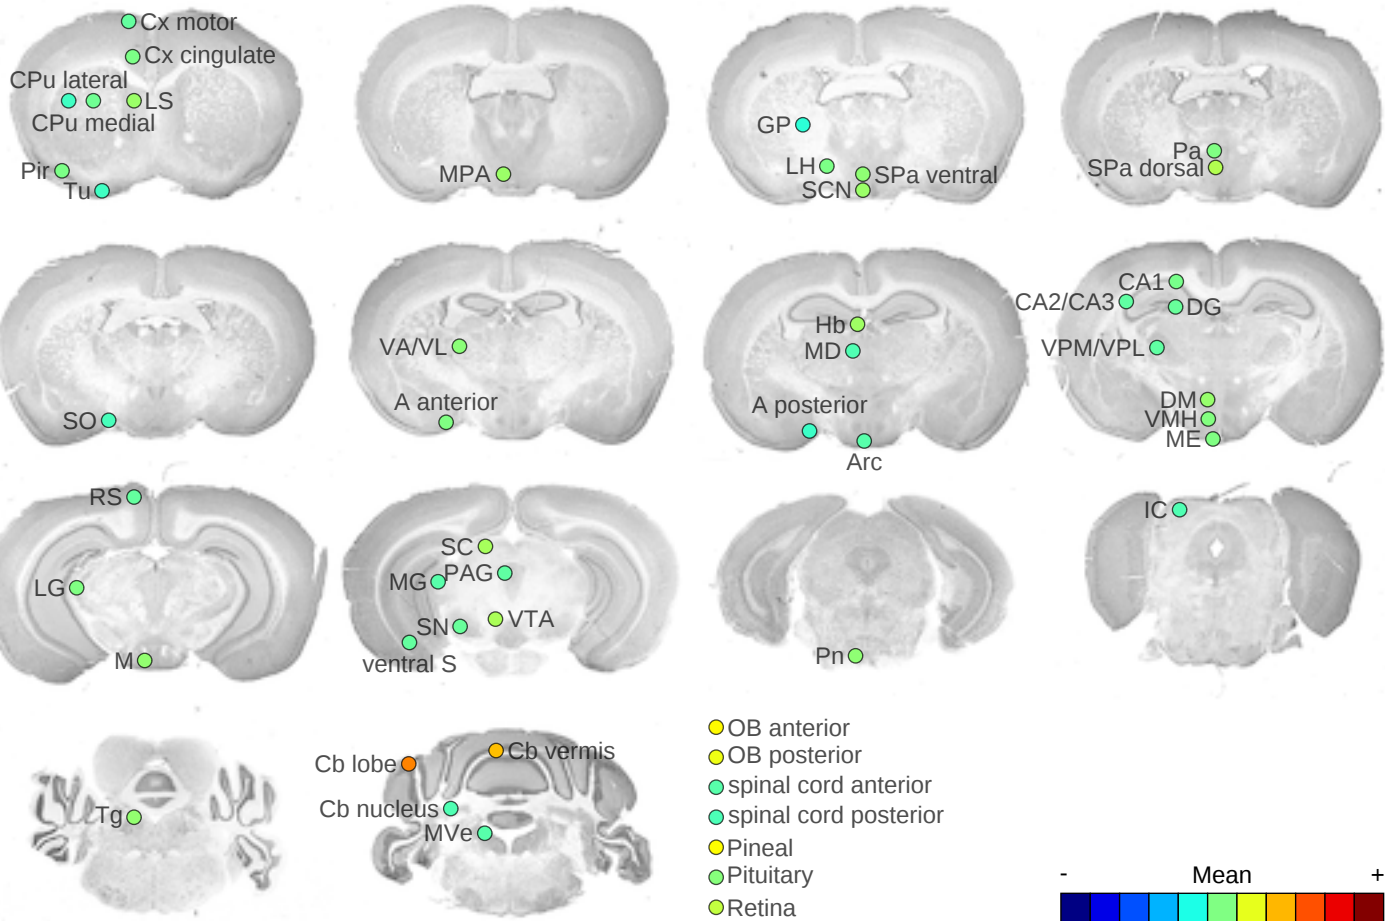 Cx motor
Cx cingulate
CPu lateral
LS
CPu medial
Pir
Tu
MPA
GP
LH
SPa ventral
SCN
Pa
SPa dorsal
SO
VA/VL
A anterior
Hb
MD
A posterior
Arc
CA1
CA2/CA3
DG
VPM/VPL
DM
VMH
ME
RS
LG
M
SC
MG
PAG
SN
VTA
ventral S
Pn
IC
Tg
Cb lobe
Cb vermis
Cb nucleus
MVe
OB anterior
OB posterior
spinal cord anterior
spinal cord posterior
Pineal
Pituitary
Retina
- Mean +